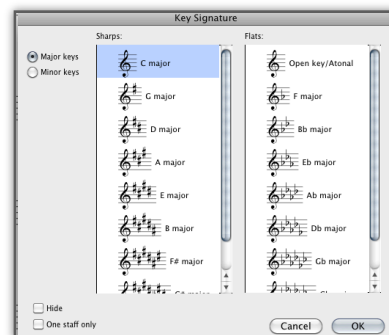 Key Signature
Sharps:
Flats:
Major keys
Minor keys
C major
G major
D major
A major
E major
B major
F# major
Open key/Atonal
F major
Bb major
Eb major
Ab major
Db major
Gb major
Hide
One staff only
Cancel
OK